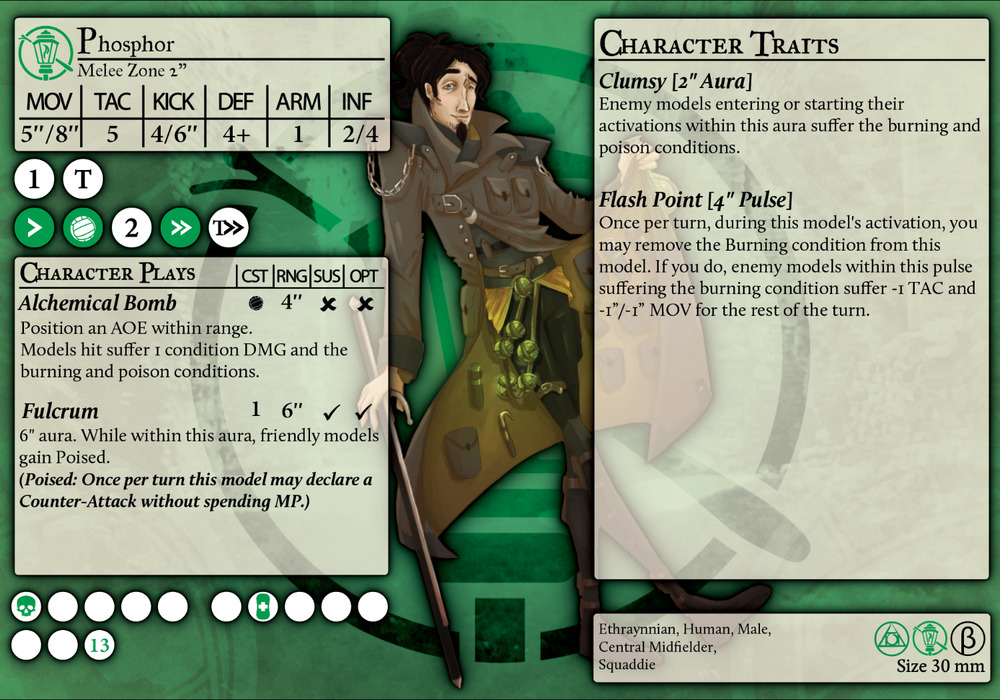 Phosphor
Melee Zone 2"
MOV TAC KICK DEF ARM INF
5"/8" 5 4/6" 4+ 1 2/4
1 T
> 2 >> T>>
Character Plays CST RNG SUS OPT
Alchemical Bomb 4" ✘ ✘
Position an AOE within range.
Models hit suffer 1 condition DMG and the
burning and poison conditions.
Fulcrum 1 6" ✓ ✓
6" aura. While within this aura, friendly models
gain Poised.
(Poised: Once per turn this model may declare a
Counter-Attack without spending MP.)
13
Character Traits
Clumsy [2" Aura]
Enemy models entering or starting their
activations within this aura suffer the burning and
poison conditions.
Flash Point [4" Pulse]
Once per turn, during this model's activation, you
may remove the Burning condition from this
model. If you do, enemy models within this pulse
suffering the burning condition suffer -1 TAC and
-1"/-1" MOV for the rest of the turn.
Ethraynnian, Human, Male,
Central Midfielder,
Squaddie
β
Size 30 mm